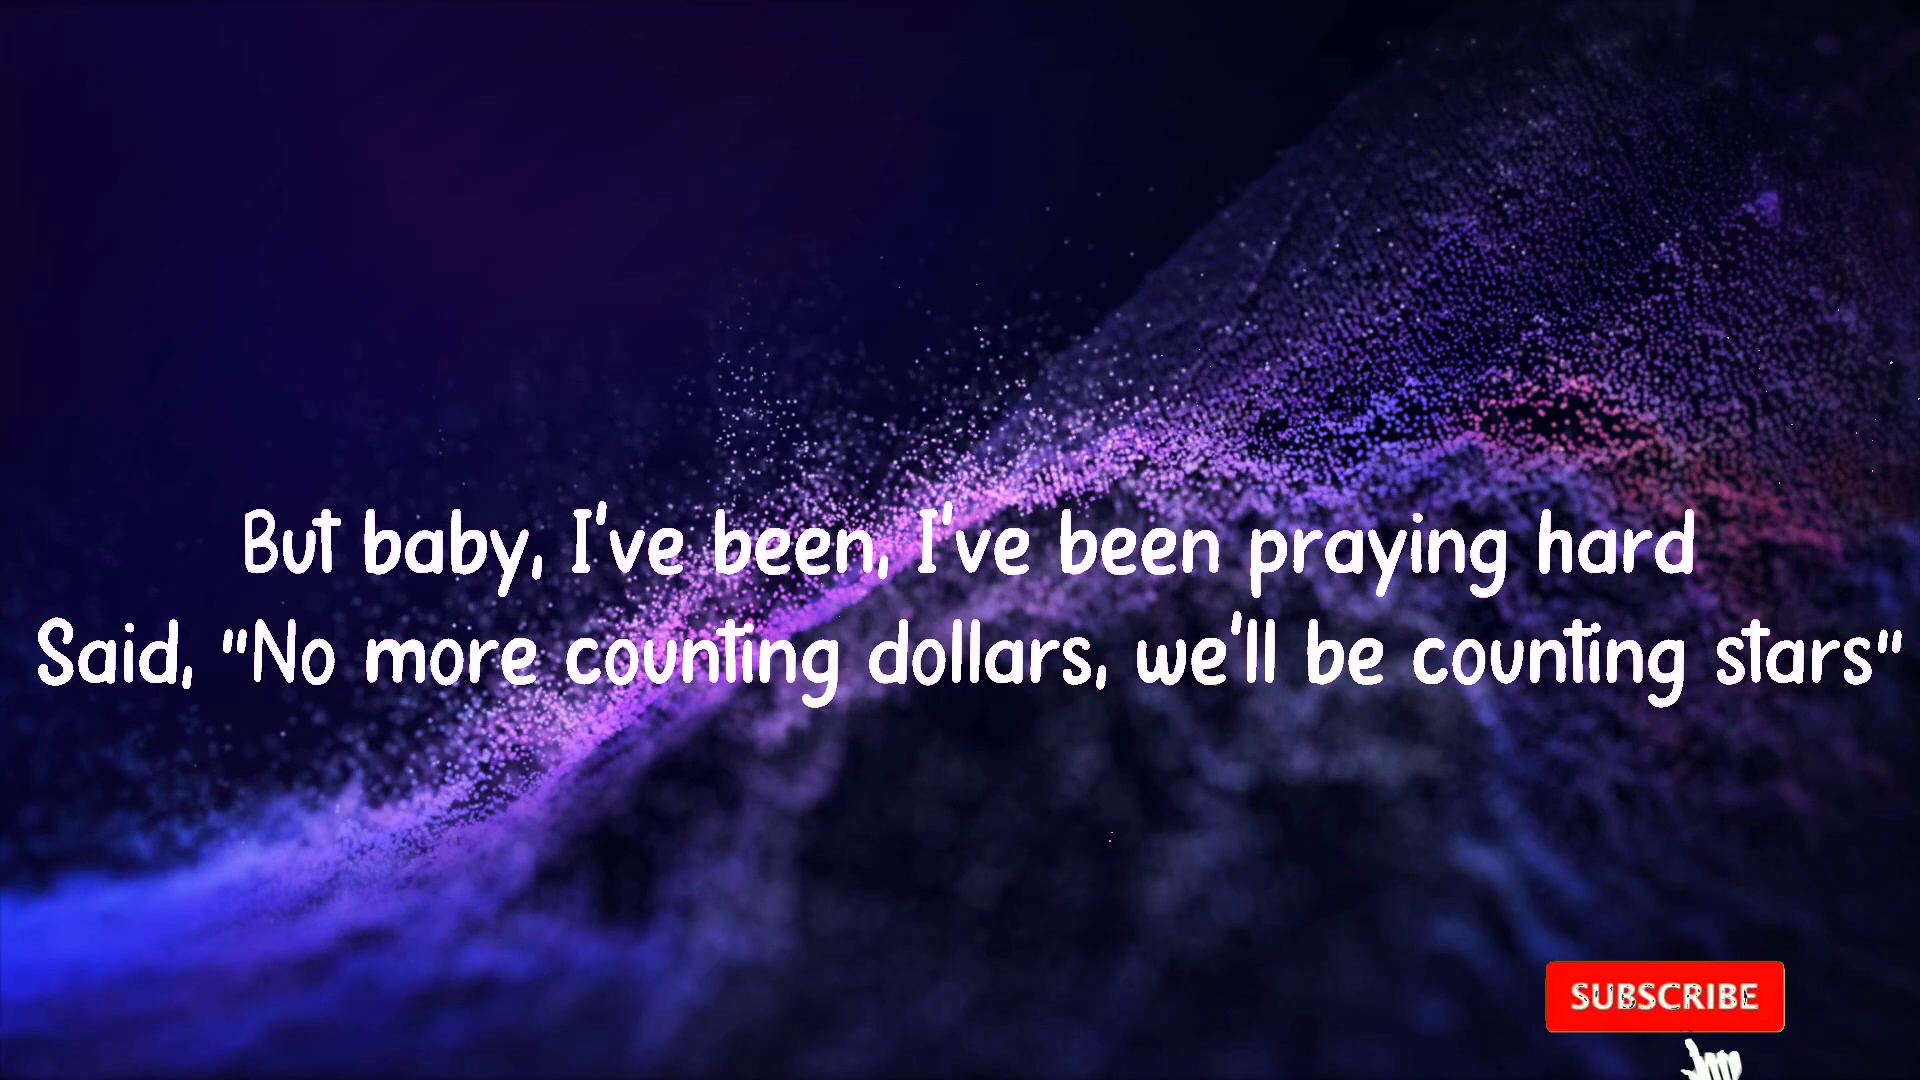 But baby, I've been, I've been praying hard
Said, "No more counting dollars, we'll be counting stars"
SUBSCRIBE